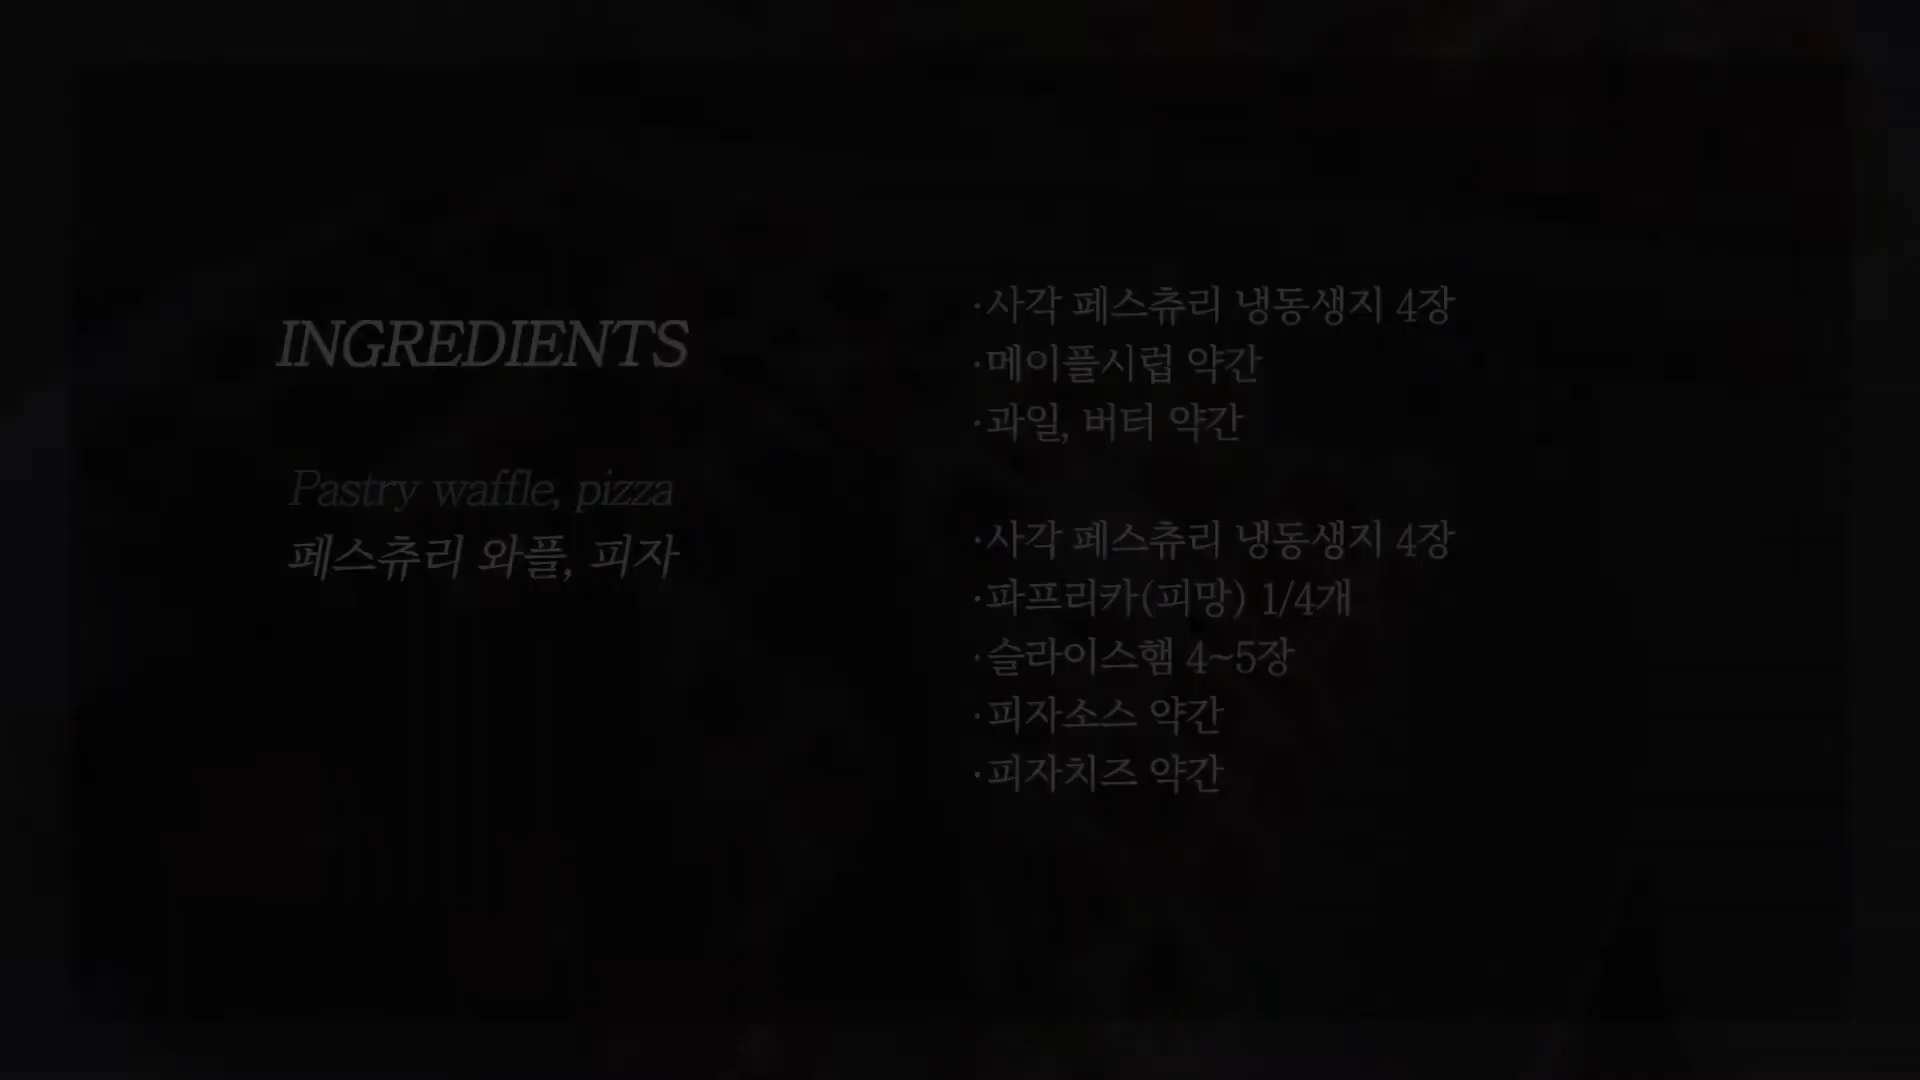 INGREDIENTS
Pastry waffle, pizza
페스츄리 와플, 피자
·사각 페스츄리 냉동생지 4장
·메이플시럽 약간
·과일, 버터 약간
·사각 페스츄리 냉동생지 4장
·파프리카(피망) 1/4개
·슬라이스햄 4~5장
·피자소스 약간
·피자치즈 약간